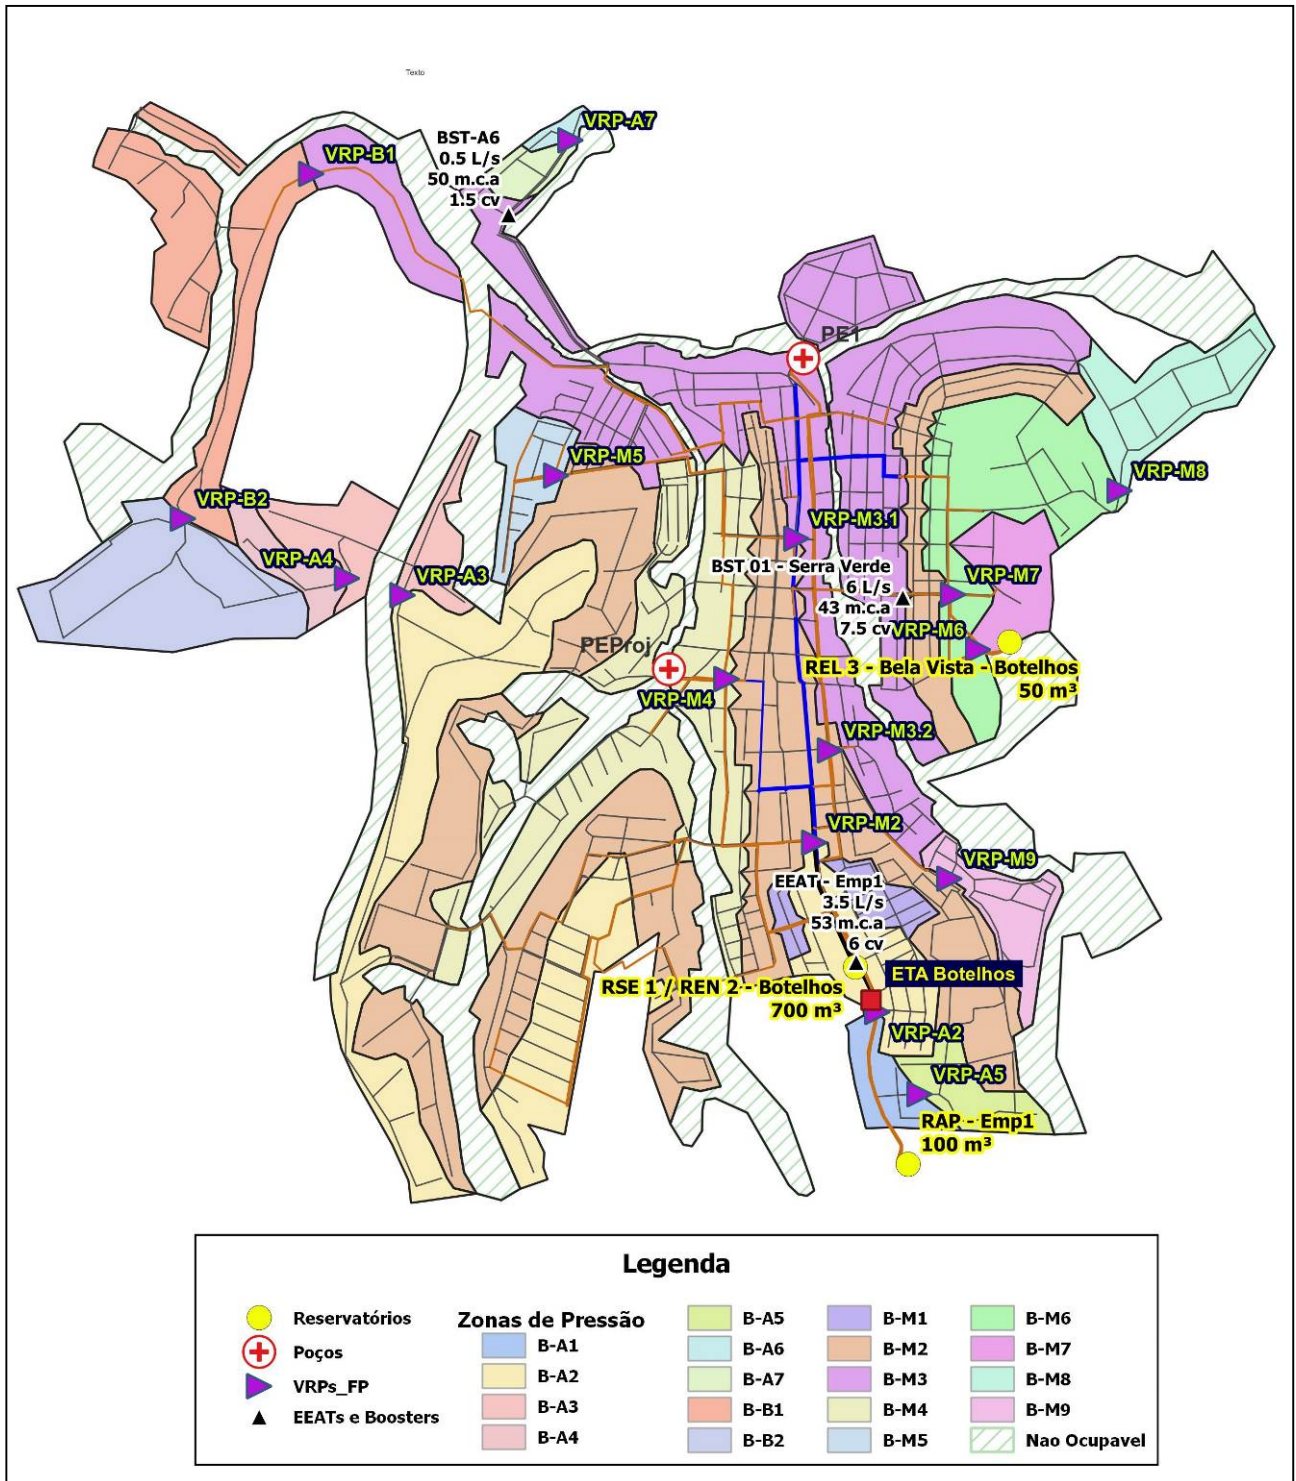 Texto
VRP-A7
BST-A6
0.5 L/s
50 m.c.a
1.5 cv
VRP-B1
PE1
VRP-M5
VRP-M8
VRP-B2
VRP-M3.1
VRP-A4
VRP-A3
BST 01 - Serra Verde
6 L/s
43 m.c.a
7.5 cv
VRP-M7
VRP-M6
PEProj
REL 3 - Bela Vista - Botelhos
50 m³
VRP-M4
VRP-M3.2
VRP-M2
VRP-M9
EEAT - Emp1
3.5 L/s
53 m.c.a
6 cv
ETA Botelhos
RSE 1 / REN 2 - Botelhos
700 m³
VRP-A2
VRP-A5
RAP - Emp1
100 m³
Legenda
Reservatórios
Poços
VRPs_FP
EEATs e Boosters
Zonas de Pressão
B-A1
B-A2
B-A3
B-A4
B-A5
B-A6
B-A7
B-B1
B-B2
B-M1
B-M2
B-M3
B-M4
B-M5
B-M6
B-M7
B-M8
B-M9
Nao Ocupavel